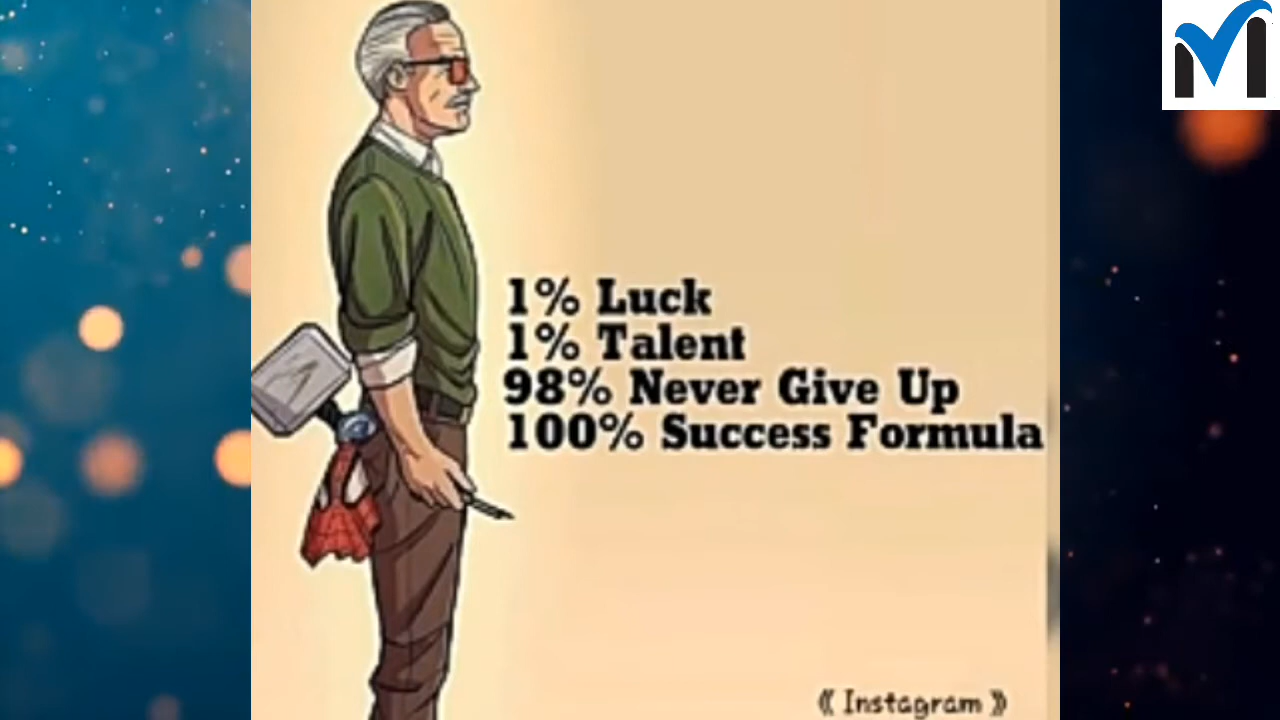 1% Luck
1% Talent
98% Never Give Up
100% Success Formula
⟪ Instagram ⟫